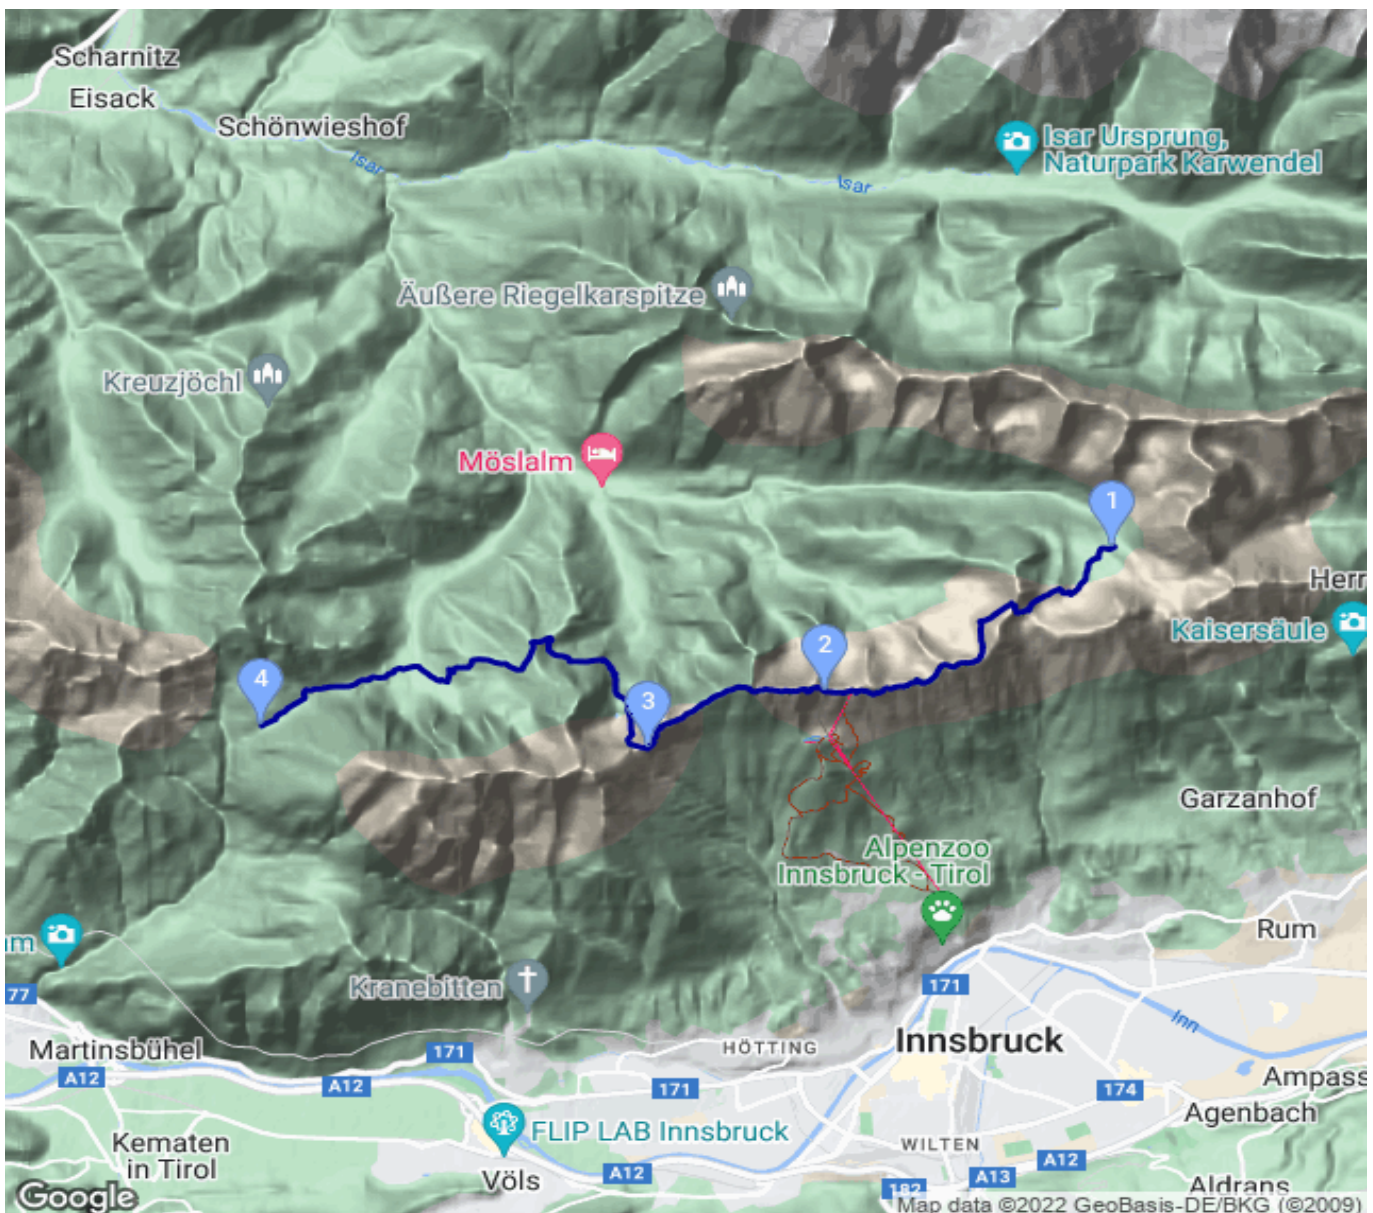 Scharnitz
Eisack
Schönwieshof
Isar
Isar
Isar Ursprung,
Naturpark Karwendel
Äußere Riegelkarspitze
Kreuzjöchl
Möslalm
1
Herr
Kaisersäule
2
4
3
Garzanhof
Alpenzoo
Innsbruck - Tirol
Rum
Kranebitten
171
77
Inn
Innsbruck
HÖTTING
Martinsbühel
171
A12
A12
171
174
Ampass
Agenbach
FLIP LAB Innsbruck
Kematen
in Tirol
WILTEN
A12
A12
A13
Völs
182
Aldrans
Google
Map data ©2022 GeoBasis-DE/BKG (©2009)